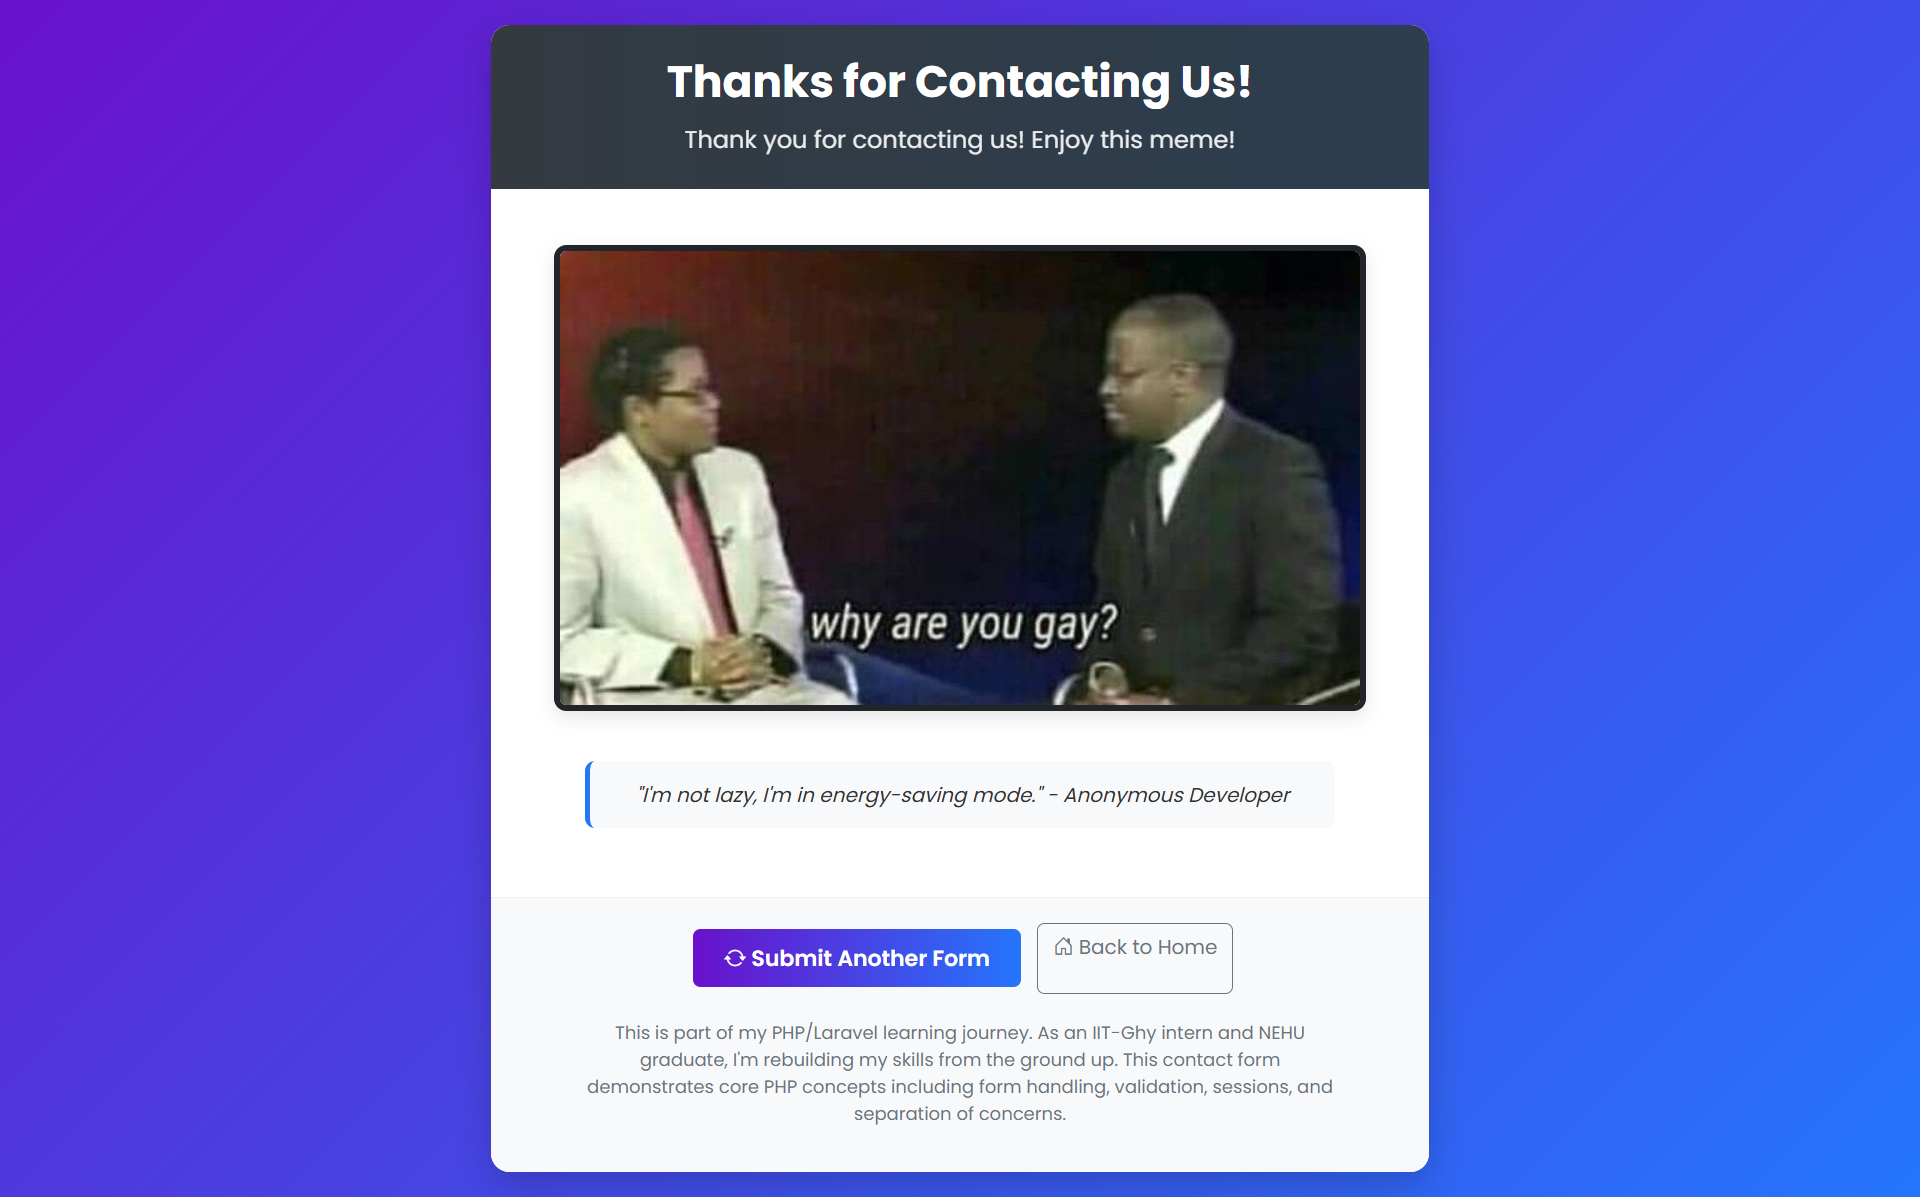 Thanks for Contacting Us!
Thank you for contacting us! Enjoy this meme!
why are you gay?
"I'm not lazy, I'm in energy-saving mode." - Anonymous Developer
Submit Another Form
Back to Home
This is part of my PHP/Laravel learning journey. As an IIT-Ghy intern and NEHU
graduate, I'm rebuilding my skills from the ground up. This contact form
demonstrates core PHP concepts including form handling, validation, sessions, and
separation of concerns.